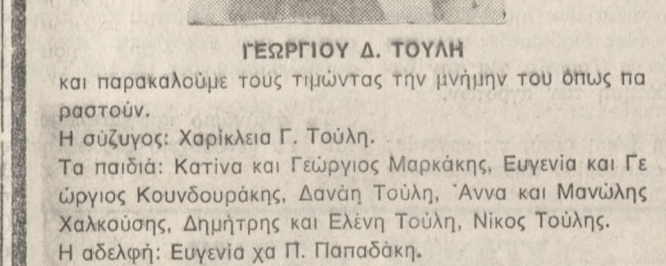 ΓΕΩΡΓΙΟΥ Δ. ΤΟΥΛΗ
και παρακαλούμε τους τιμώντας την μνήμην του όπως πα
ραστούν.
Η σύζυγος: Χαρίκλεια Γ. Τούλη.
Τα παιδιά: Κατίνα και Γεώργιος Μαρκάκης, Ευγενία και Γε
ώργιος Κουνδουράκης, Δανάη Τούλη, Άννα και Μανώλης
Χαλκούσης, Δημήτρης και Ελένη Τούλη, Νίκος Τούλης.
Η αδελφή: Ευγενία χα Π. Παπαδάκη.